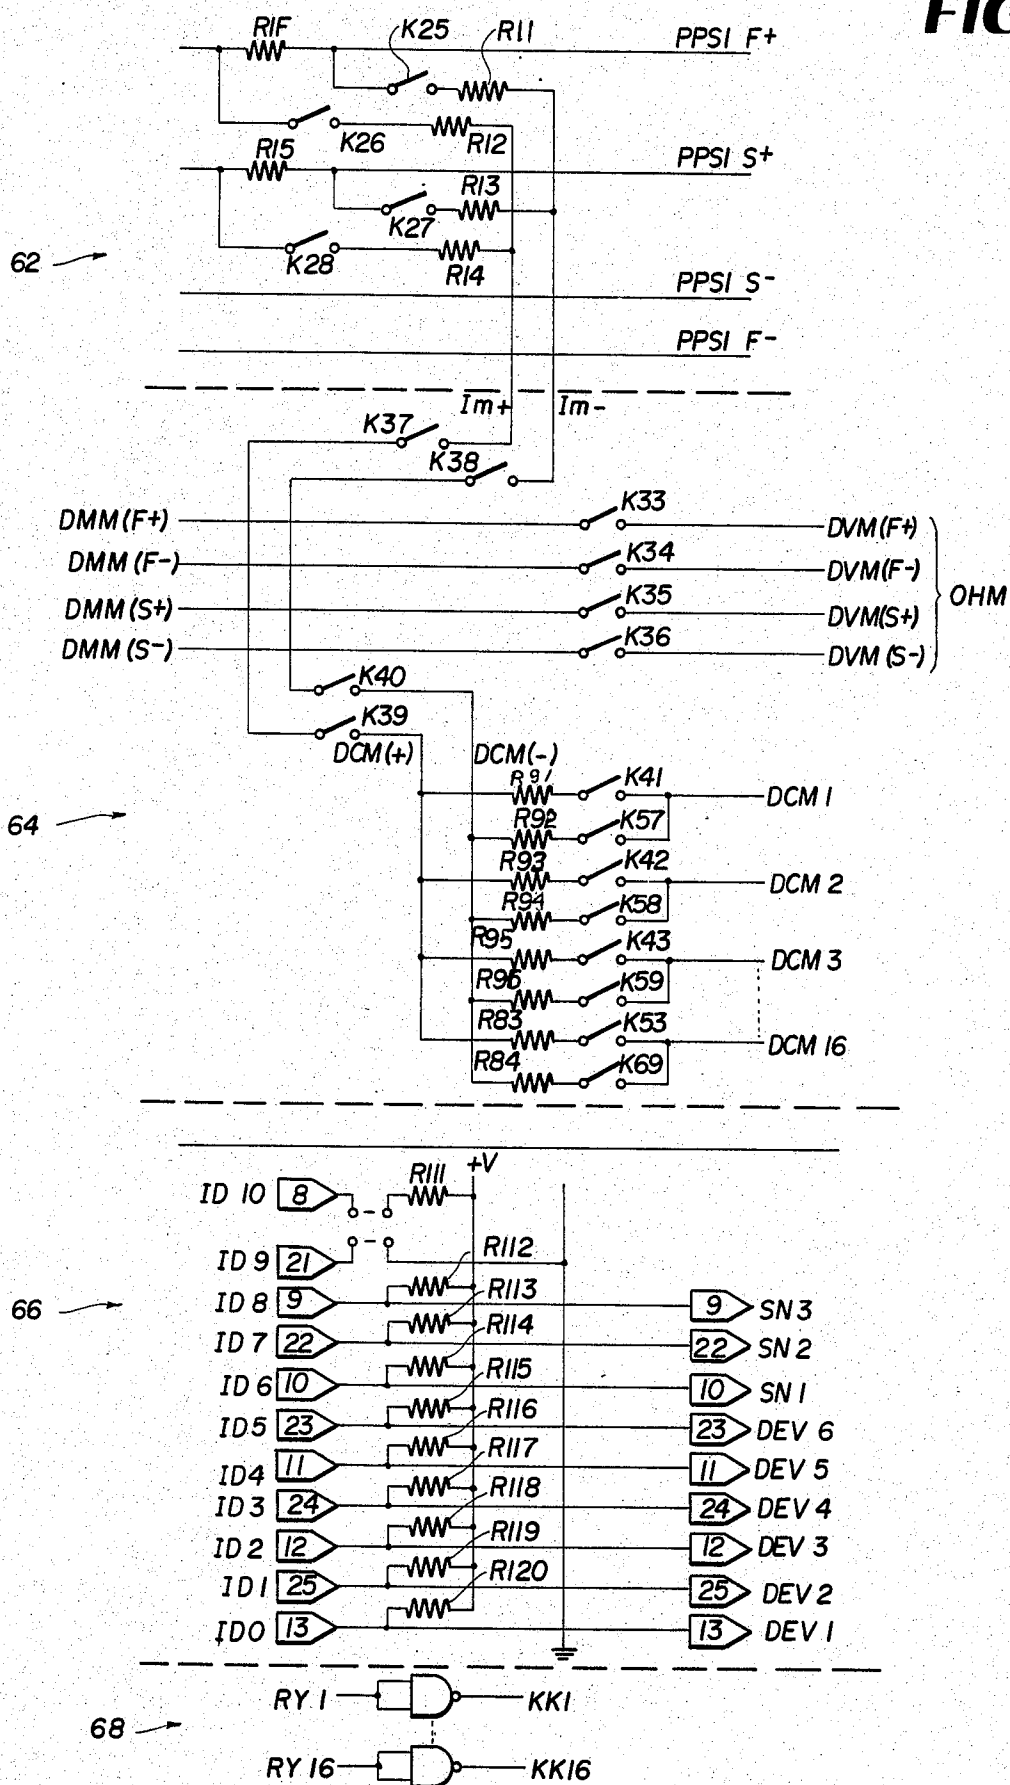 FIG
R1F K25 R11 PPS1 F+
K26 R12
R15 PPS1 S+
R13
K27
62 K28 R14
PPS1 S-
PPS1 F-
Im+ Im-
K37
K38
K33
DMM(F+) DVM(F+)
K34
DMM(F-) DVM(F-)
OHM
K35
DMM(S+) DVM(S+)
K36
DMM(S-) DVM(S-)
K40
K39
DCM(+) DCM(-)
R91 K41
DCM 1
64
R92 K57
R93 K42
DCM 2
R94 K58
R95 K43
DCM 3
R96 K59
R83 K53
DCM 16
R84 K69
+V
R111
ID 10 8
R112
ID 9 21
R113
66 ID 8 9 9 SN 3
R114
ID 7 22 22 SN 2
R115
ID 6 10 10 SN 1
R116
ID 5 23 23 DEV 6
R117
ID4 11 11 DEV 5
R118
ID 3 24 24 DEV 4
R119
ID 2 12 12 DEV 3
R120
ID 1 25 25 DEV 2
ID0 13 13 DEV 1
RY 1 KK1
68
RY 16 KK16